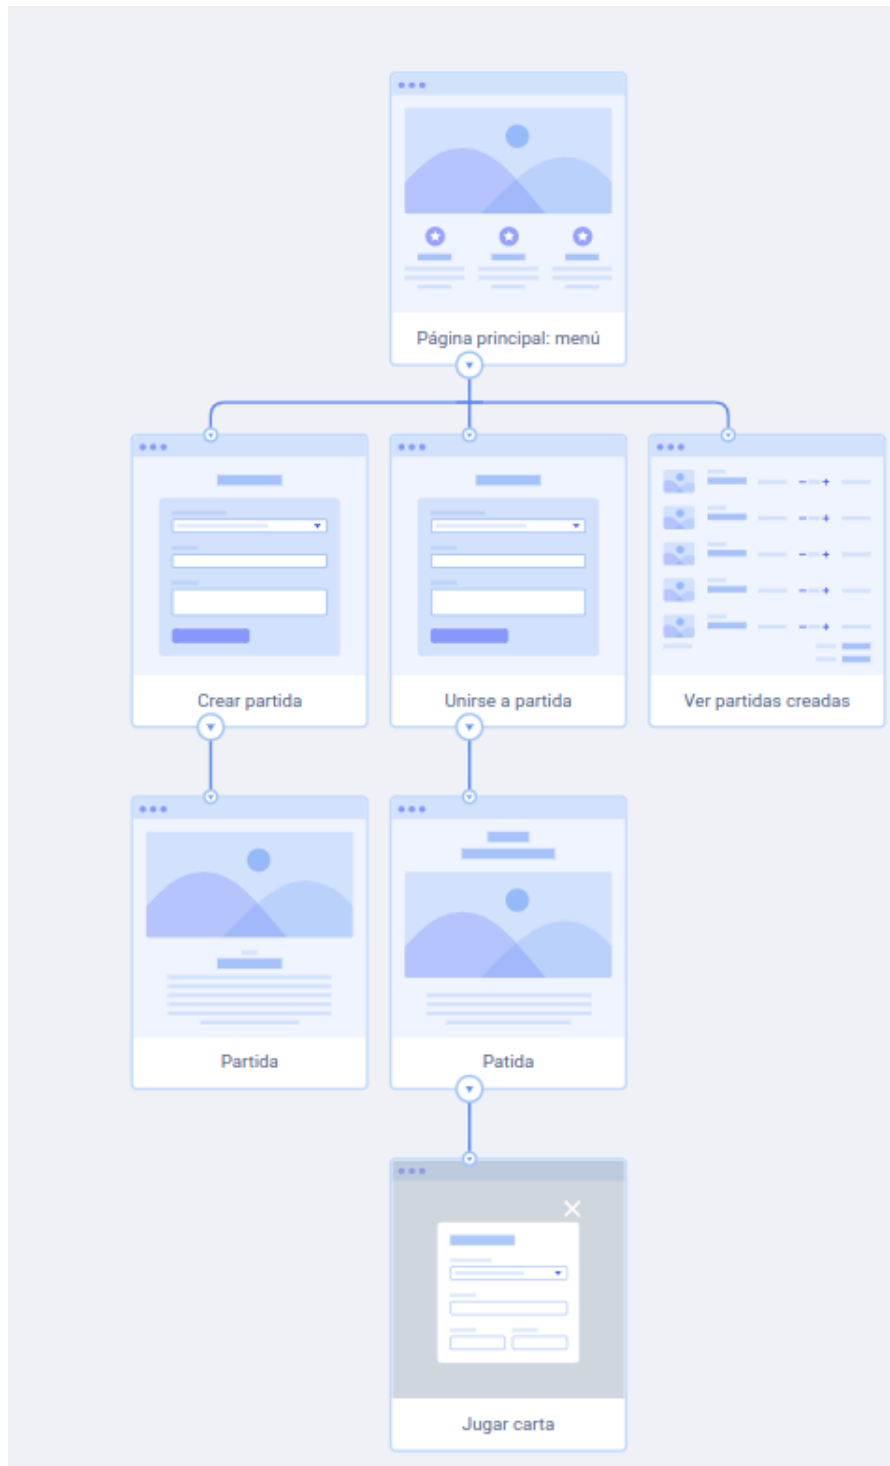 Página principal: menú
Crear partida
Unirse a partida
Ver partidas creadas
Partida
Patida
Jugar carta